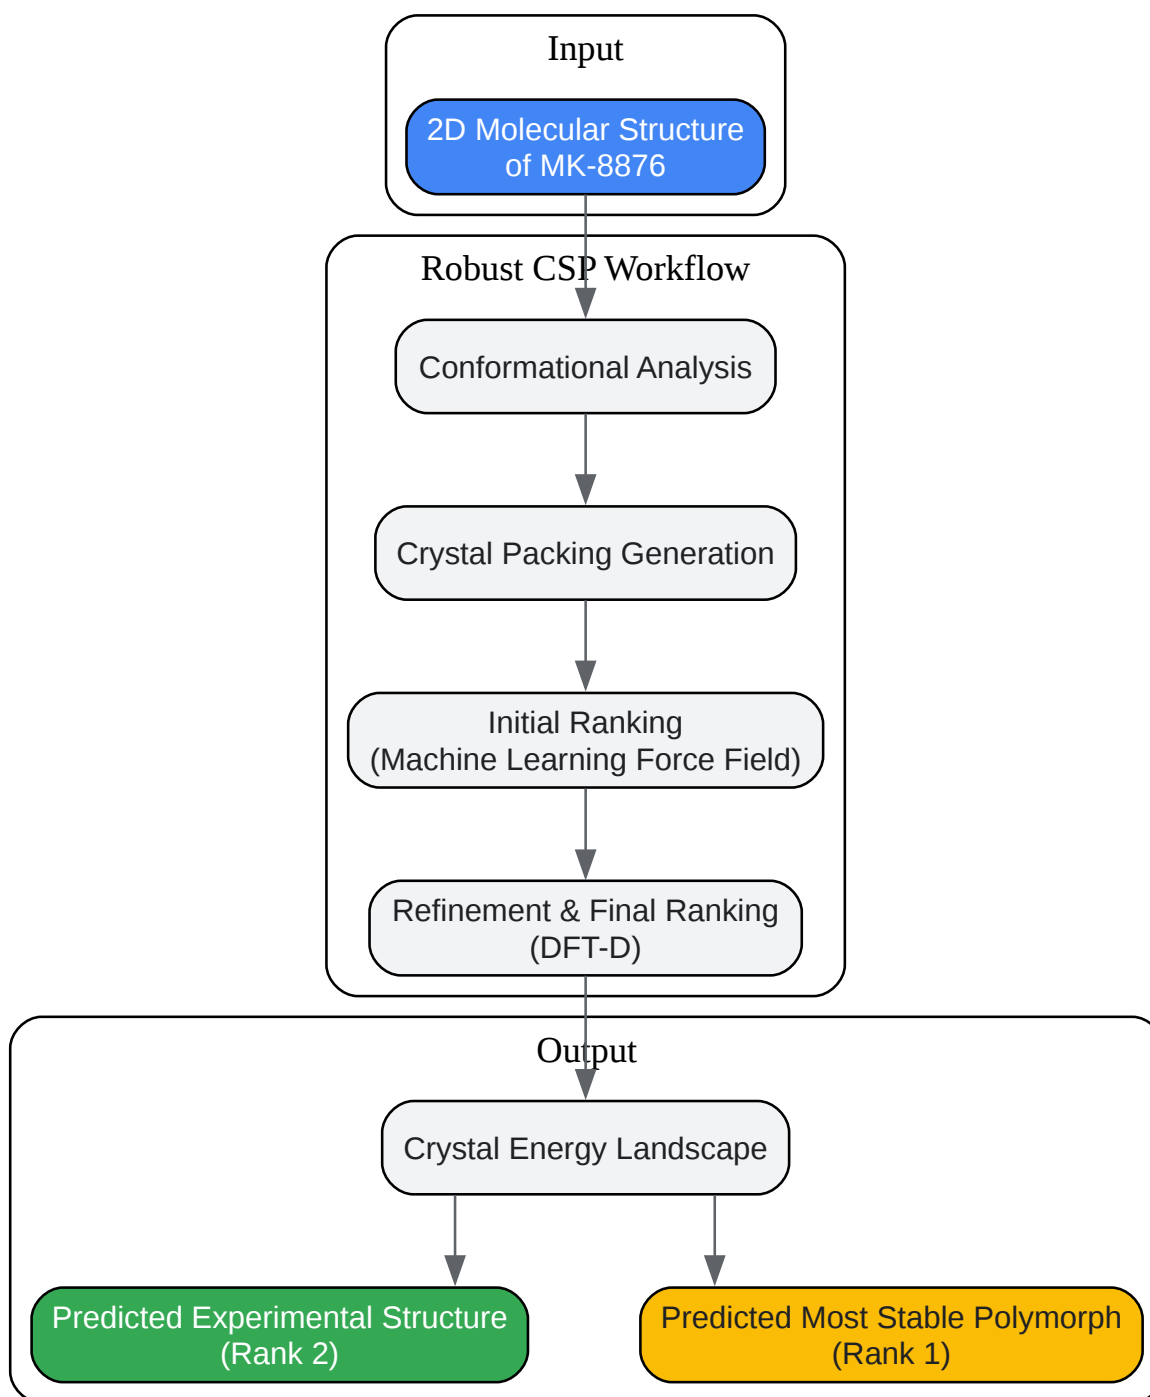 Input
2D Molecular Structure
of MK-8876
Robust CSP Workflow
Conformational Analysis
Crystal Packing Generation
Initial Ranking
(Machine Learning Force Field)
Refinement & Final Ranking
(DFT-D)
Output
Crystal Energy Landscape
Predicted Experimental Structure
(Rank 2)
Predicted Most Stable Polymorph
(Rank 1)